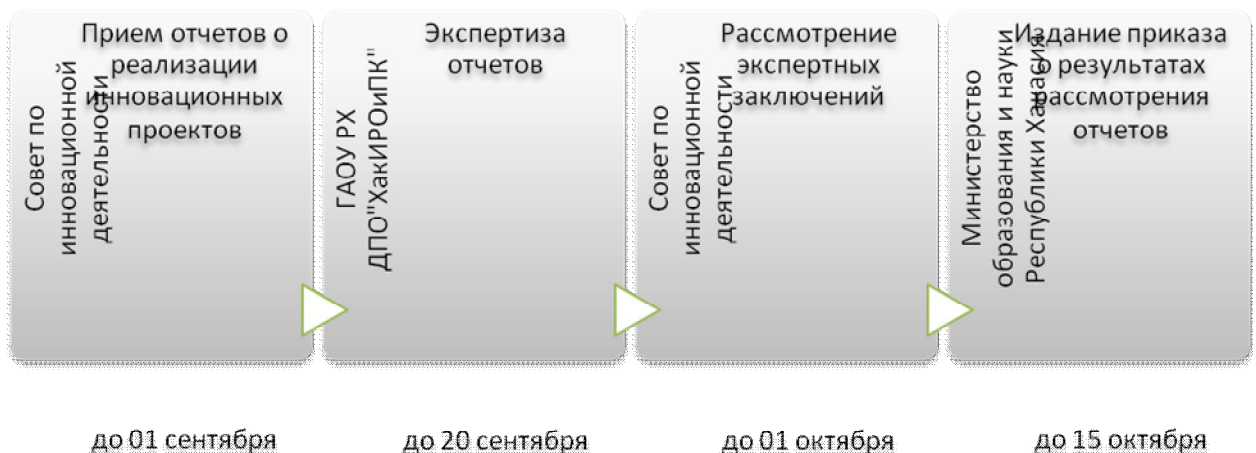 Прием отчетов о
реализации
инновационных
проектов
Совет по
инновационной
деятельности
Экспертиза
отчетов
ГАОУ РХ
ДПО"ХакИРОиПК"
Рассмотрение
экспертных
заключений
Совет по
инновационной
деятельности
Издание приказа
о результатах
рассмотрения
отчетов
Министерство
образования и науки
Республики Хакасия
до 01 сентября
до 20 сентября
до 01 октября
до 15 октября